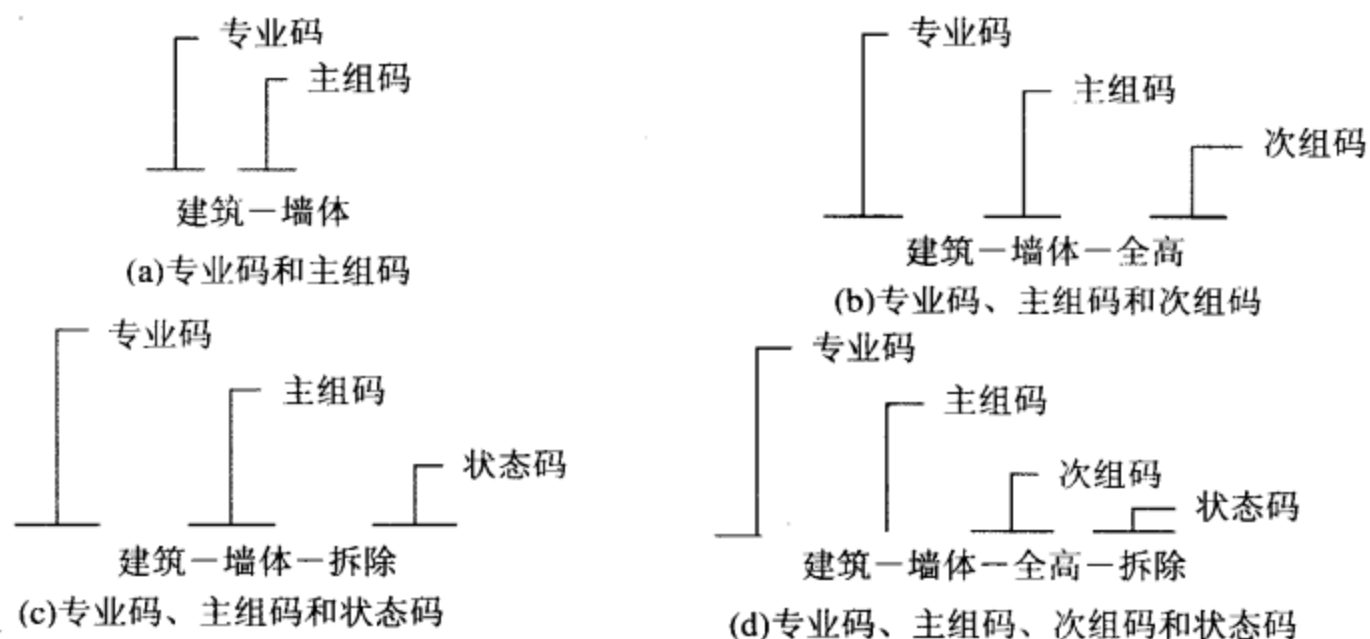 专业码
主组码
建筑－墙体
(a)专业码和主组码
专业码
主组码
次组码
建筑－墙体－全高
(b)专业码、主组码和次组码
专业码
主组码
状态码
建筑－墙体－拆除
(c)专业码、主组码和状态码
专业码
主组码
次组码
状态码
建筑－墙体－全高－拆除
(d)专业码、主组码、次组码和状态码